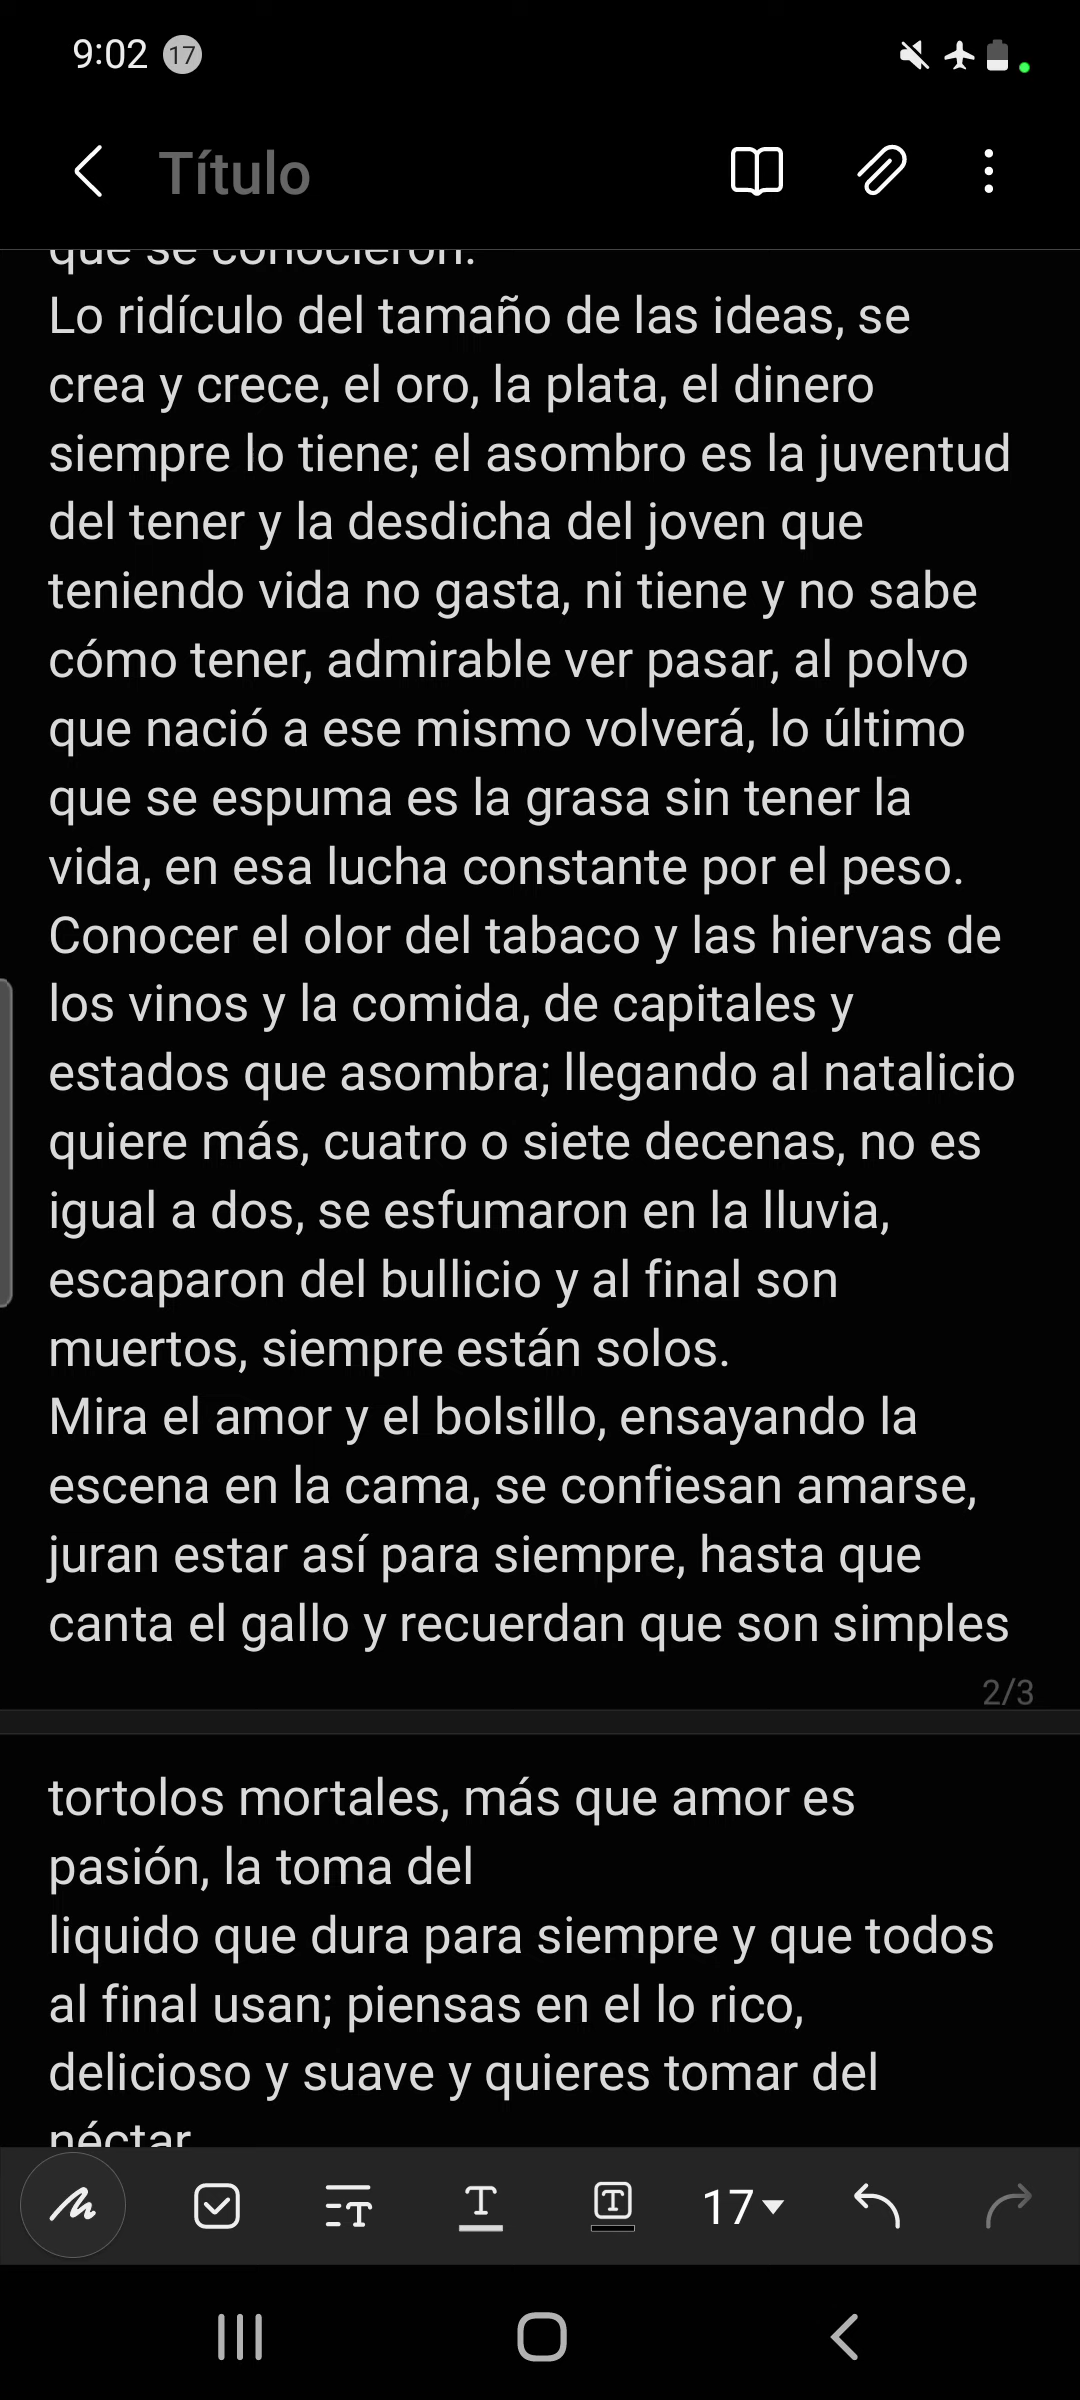 9:02 17
Título
que se conocieron.
Lo ridículo del tamaño de las ideas, se
crea y crece, el oro, la plata, el dinero
siempre lo tiene; el asombro es la juventud
del tener y la desdicha del joven que
teniendo vida no gasta, ni tiene y no sabe
cómo tener, admirable ver pasar, al polvo
que nació a ese mismo volverá, lo último
que se espuma es la grasa sin tener la
vida, en esa lucha constante por el peso.
Conocer el olor del tabaco y las hiervas de
los vinos y la comida, de capitales y
estados que asombra; llegando al natalicio
quiere más, cuatro o siete decenas, no es
igual a dos, se esfumaron en la lluvia,
escaparon del bullicio y al final son
muertos, siempre están solos.
Mira el amor y el bolsillo, ensayando la
escena en la cama, se confiesan amarse,
juran estar así para siempre, hasta que
canta el gallo y recuerdan que son simples
2/3
tortolos mortales, más que amor es
pasión, la toma del
liquido que dura para siempre y que todos
al final usan; piensas en el lo rico,
delicioso y suave y quieres tomar del
néctar
17